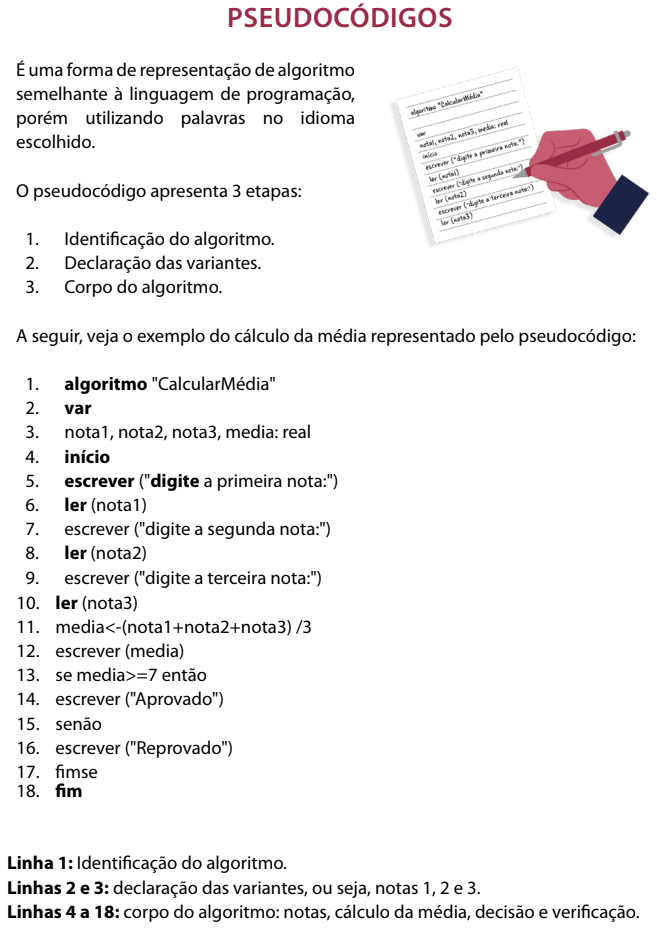 PSEUDOCÓDIGOS
É uma forma de representação de algoritmo
semelhante à linguagem de programação,
porém utilizando palavras no idioma
escolhido.
algoritmo "CalcularMédia"
var
nota1, nota2, nota3, media: real
início
escrever ("digite a primeira nota:")
ler (nota1)
escrever ("digite a segunda nota:")
ler (nota2)
escrever ("digite a terceira nota:")
ler (nota3)
O pseudocódigo apresenta 3 etapas:
1. Identificação do algoritmo.
2. Declaração das variantes.
3. Corpo do algoritmo.
A seguir, veja o exemplo do cálculo da média representado pelo pseudocódigo:
1. algoritmo "CalcularMédia"
2. var
3. nota1, nota2, nota3, media: real
4. início
5. escrever ("digite a primeira nota:")
6. ler (nota1)
7. escrever ("digite a segunda nota:")
8. ler (nota2)
9. escrever ("digite a terceira nota:")
10. ler (nota3)
11. media<-(nota1+nota2+nota3) /3
12. escrever (media)
13. se media>=7 então
14. escrever ("Aprovado")
15. senão
16. escrever ("Reprovado")
17. fimse
18. fim
Linha 1: Identificação do algoritmo.
Linhas 2 e 3: declaração das variantes, ou seja, notas 1, 2 e 3.
Linhas 4 a 18: corpo do algoritmo: notas, cálculo da média, decisão e verificação.